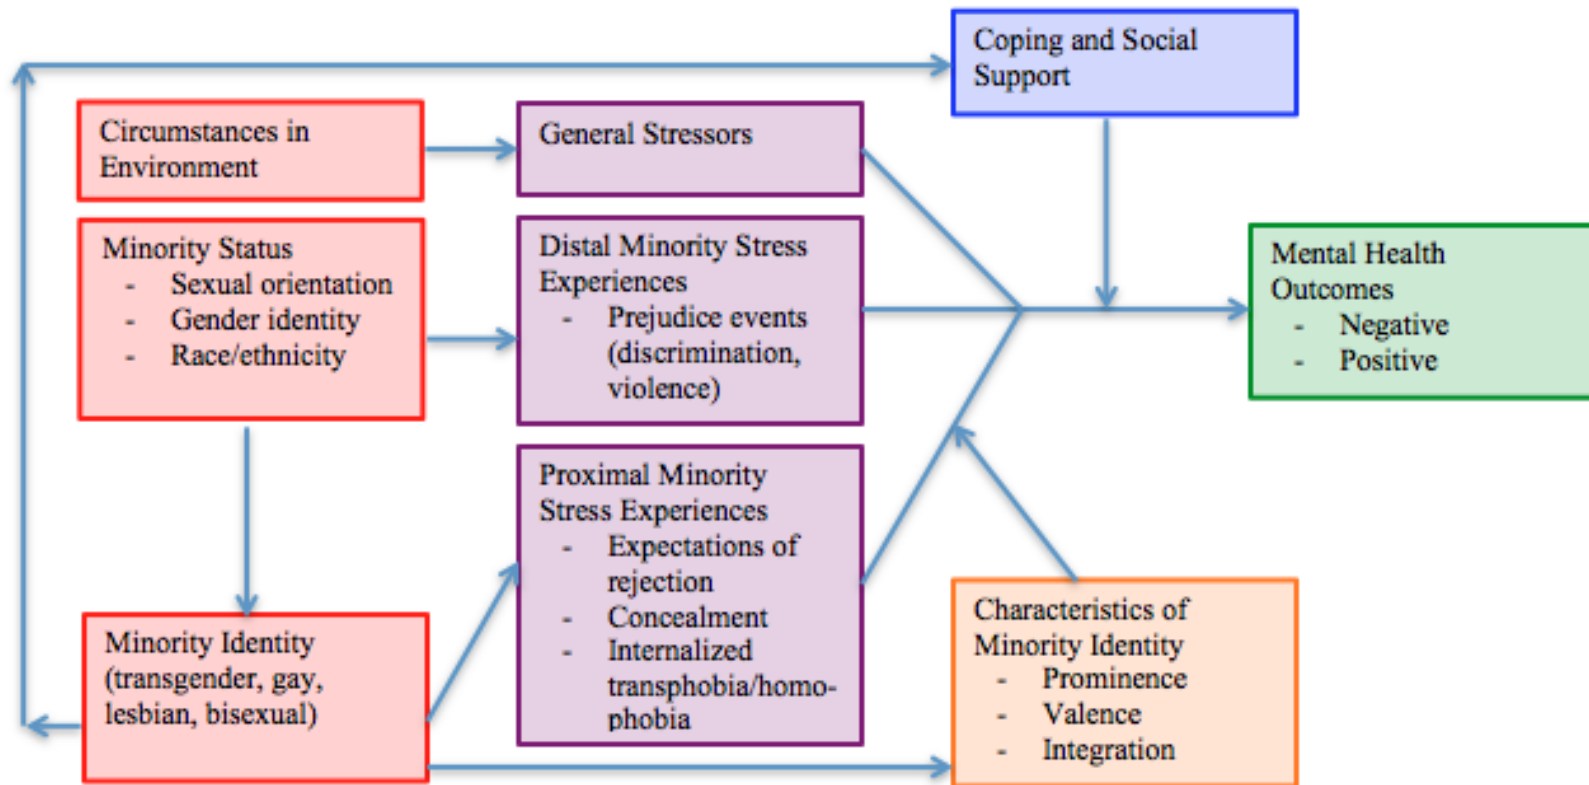 Coping and Social
Support
Circumstances in
Environment
General Stressors
Minority Status
- Sexual orientation
- Gender identity
- Race/ethnicity
Distal Minority Stress
Experiences
- Prejudice events
(discrimination,
violence)
Mental Health
Outcomes
- Negative
- Positive
Proximal Minority
Stress Experiences
- Expectations of
rejection
- Concealment
- Internalized
transphobia/homo-
phobia
Minority Identity
(transgender, gay,
lesbian, bisexual)
Characteristics of
Minority Identity
- Prominence
- Valence
- Integration